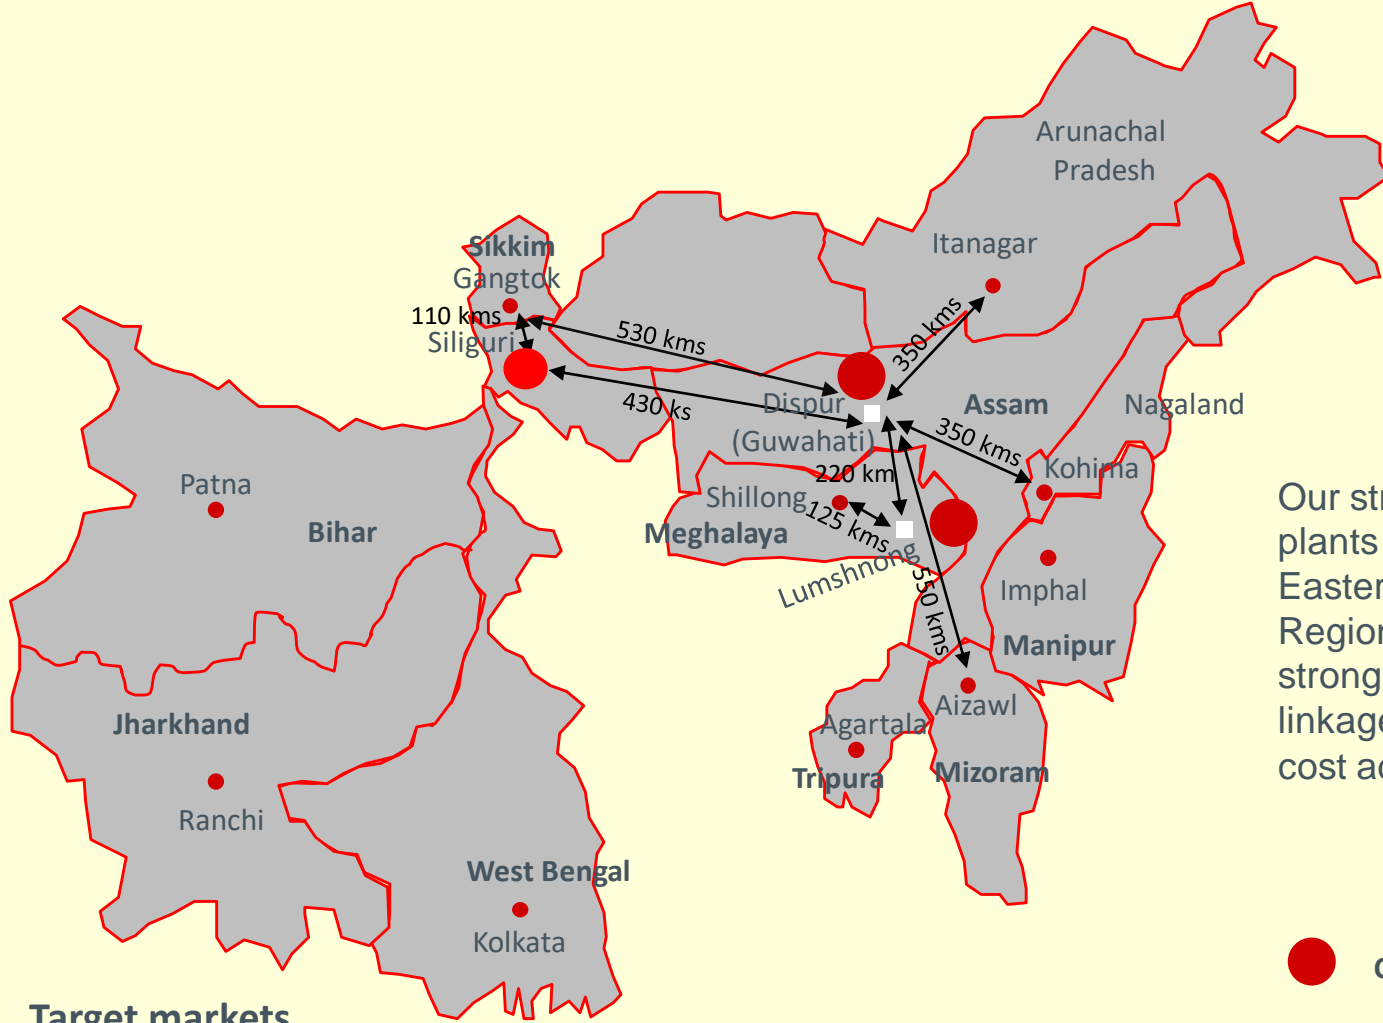 Arunachal
Pradesh
Itanagar
Sikkim
Gangtok
110 kms
Siliguri
530 kms
350 kms
430 ks
Dispur
(Guwahati)
Assam
Nagaland
350 kms
Kohima
220 km
Shillong
125 kms
Meghalaya
Lumshnong
550 kms
Imphal
Manipur
Patna
Bihar
Aizawl
Agartala
Tripura
Mizoram
Jharkhand
Ranchi
West Bengal
Kolkata
Our str
plants
Easter
Region
strong
linkage
cost ac
Target markets